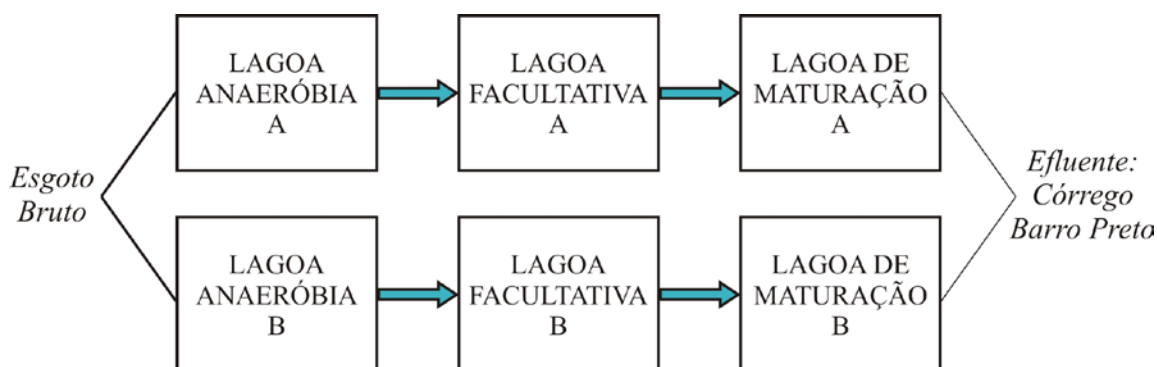 LAGOA
ANAERÓBIA
A
LAGOA
FACULTATIVA
A
LAGOA DE
MATURAÇÃO
A
Esgoto
Bruto
Efluente:
Córrego
Barro Preto
LAGOA
ANAERÓBIA
B
LAGOA
FACULTATIVA
B
LAGOA DE
MATURAÇÃO
B